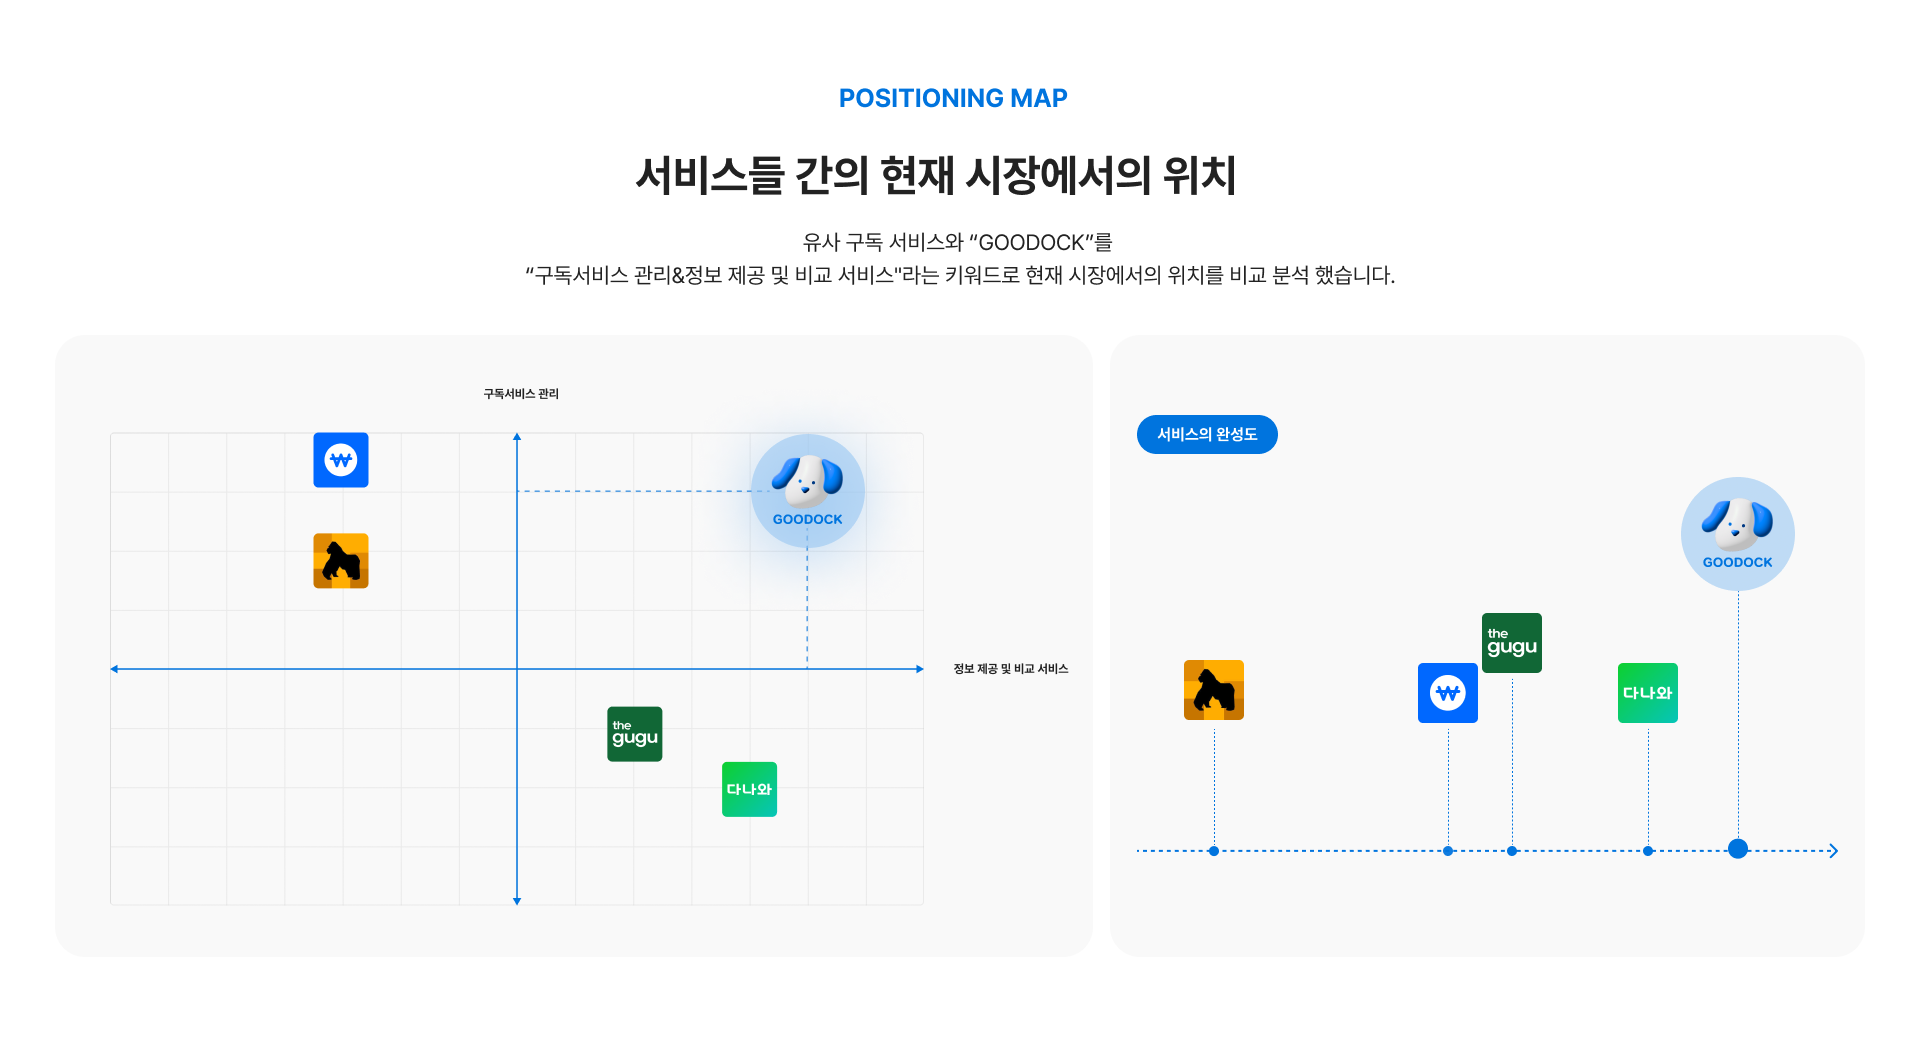 POSITIONING MAP
서비스들 간의 현재 시장에서의 위치
유사 구독 서비스와 “GOODOCK”를
“구독서비스 관리&정보 제공 및 비교 서비스"라는 키워드로 현재 시장에서의 위치를 비교 분석 했습니다.
구독서비스 관리
₩
GOODOCK
정보 제공 및 비교 서비스
the
gugu
다나와
서비스의 완성도
GOODOCK
the
gugu
₩
다나와